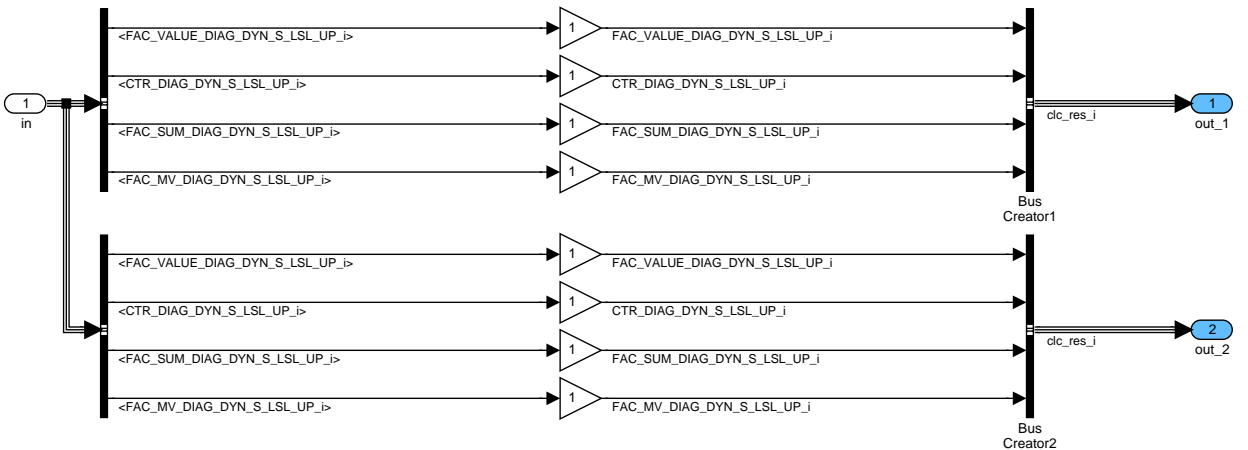 1
<FAC_VALUE_DIAG_DYN_S_LSL_UP_i>
1
FAC_VALUE_DIAG_DYN_S_LSL_UP_i
<CTR_DIAG_DYN_S_LSL_UP_i>
1
CTR_DIAG_DYN_S_LSL_UP_i
1
in
clc_res_i
out_1
<FAC_SUM_DIAG_DYN_S_LSL_UP_i>
1
FAC_SUM_DIAG_DYN_S_LSL_UP_i
<FAC_MV_DIAG_DYN_S_LSL_UP_i>
1
FAC_MV_DIAG_DYN_S_LSL_UP_i
Bus
Creator1
<FAC_VALUE_DIAG_DYN_S_LSL_UP_i>
1
FAC_VALUE_DIAG_DYN_S_LSL_UP_i
<CTR_DIAG_DYN_S_LSL_UP_i>
1
CTR_DIAG_DYN_S_LSL_UP_i
2
clc_res_i
out_2
<FAC_SUM_DIAG_DYN_S_LSL_UP_i>
1
FAC_SUM_DIAG_DYN_S_LSL_UP_i
<FAC_MV_DIAG_DYN_S_LSL_UP_i>
1
FAC_MV_DIAG_DYN_S_LSL_UP_i
Bus
Creator2